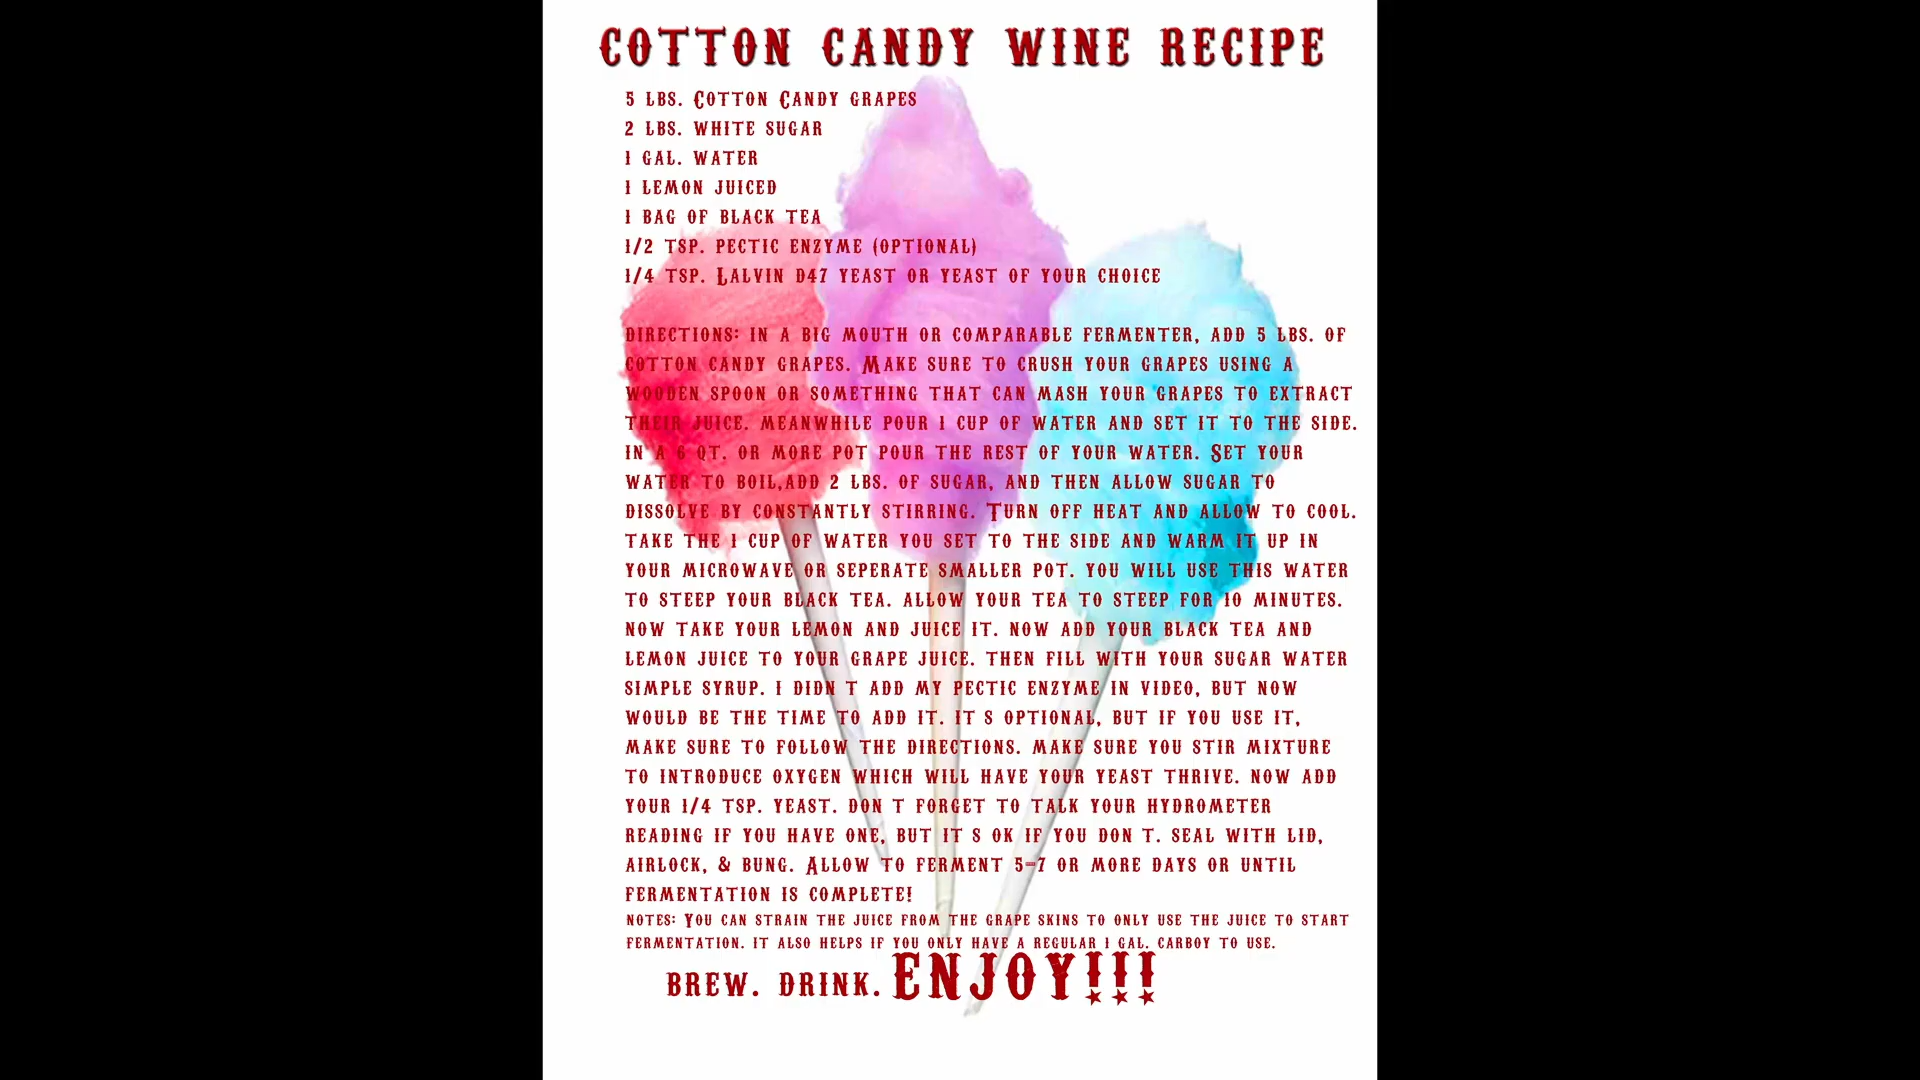 Cotton Candy Wine Recipe
5 lbs. Cotton Candy grapes
2 lbs. white sugar
1 gal. water
1 lemon juiced
1 bag of black tea
1/2 tsp. pectic enzyme (optional)
1/4 tsp. Lalvin d47 yeast or yeast of your choice
directions: in a big mouth or comparable fermenter, add 5 lbs. of
cotton candy grapes. Make sure to crush your grapes using a
wooden spoon or something that can mash your grapes to extract
their juice. meanwhile pour 1 cup of water and set it to the side.
in a 6 qt. or more pot pour the rest of your water. Set your
water to boil,add 2 lbs. of sugar, and then allow sugar to
dissolve by constantly stirring. Turn off heat and allow to cool.
take the 1 cup of water you set to the side and warm it up in
your microwave or seperate smaller pot. you will use this water
to steep your black tea. allow your tea to steep for 10 minutes.
now take your lemon and juice it. now add your black tea and
lemon juice to your grape juice. then fill with your sugar water
simple syrup. i didn t add my pectic enzyme in video, but now
would be the time to add it. it s optional, but if you use it,
make sure to follow the directions. make sure you stir mixture
to introduce oxygen which will have your yeast thrive. now add
your 1/4 tsp. yeast. don t forget to talk your hydrometer
reading if you have one, but it s ok if you don t. seal with lid,
airlock, & bung. Allow to ferment 5-7 or more days or until
fermentation is complete!
notes: You can strain the juice from the grape skins to only use the juice to start
fermentation. it also helps if you only have a regular 1 gal. carboy to use.
brew. drink. ENJOY!!!